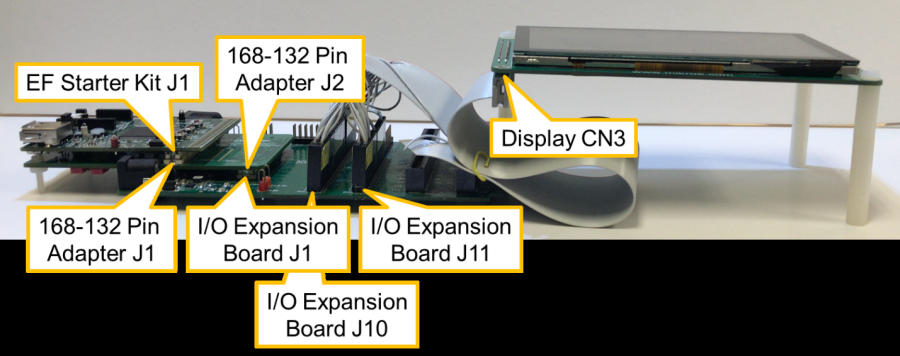 168-132 Pin
Adapter J2
EF Starter Kit J1
Display CN3
168-132 Pin
Adapter J1
I/O Expansion
Board J1
I/O Expansion
Board J11
I/O Expansion
Board J10